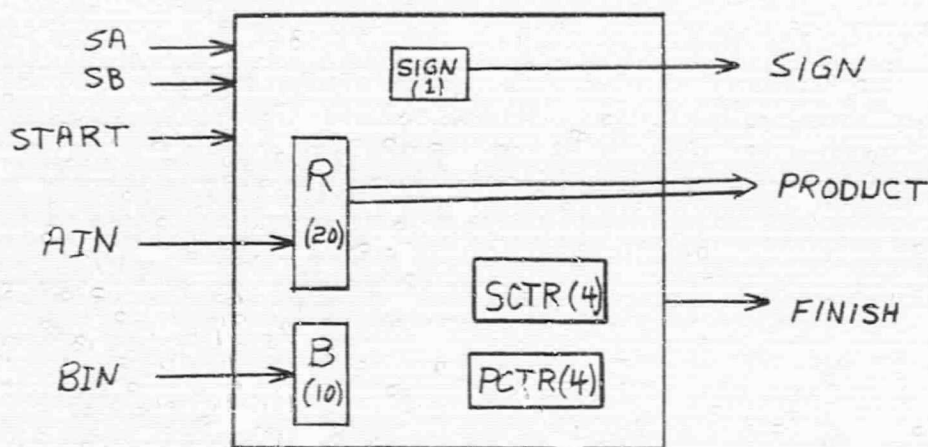 SA
SB
START
AIN
BIN
SIGN
(1)
R
(20)
B
(10)
SCTR(4)
PCTR(4)
SIGN
PRODUCT
FINISH